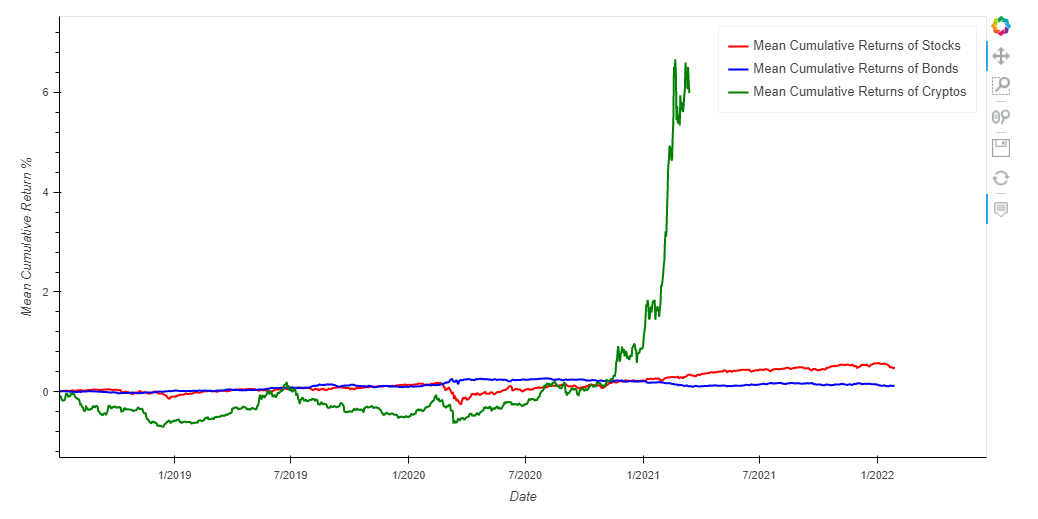 Mean Cumulative Returns of Stocks
Mean Cumulative Returns of Bonds
Mean Cumulative Returns of Cryptos
Mean Cumulative Return %
6
4
2
0
1/2019
7/2019
1/2020
7/2020
1/2021
7/2021
1/2022
Date